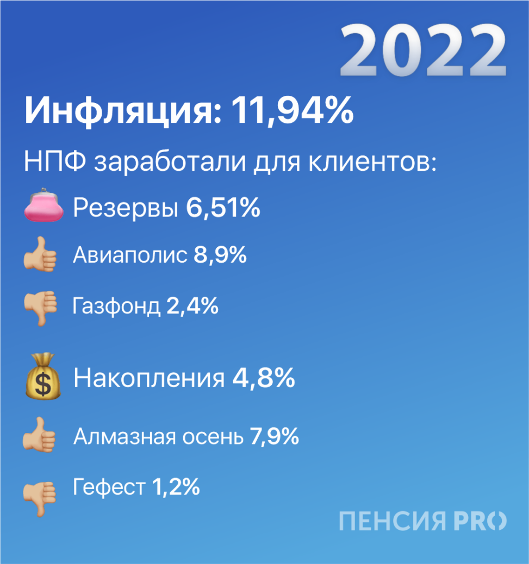 2022
Инфляция: 11,94%
НПФ заработали для клиентов:
Резервы 6,51%
Авиаполис 8,9%
Газфонд 2,4%
$
Накопления 4,8%
Алмазная осень 7,9%
Гефест 1,2%
ПЕНСИЯ PRO